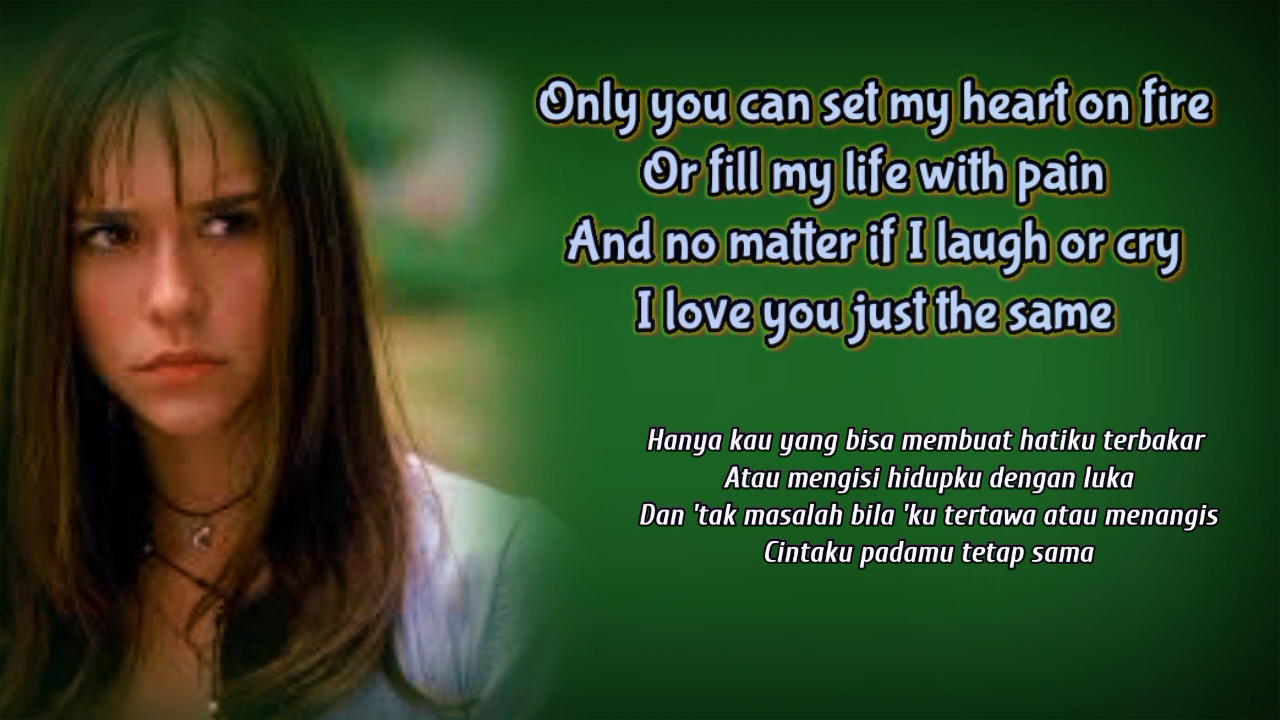 Only you can set my heart on fire
Or fill my life with pain
And no matter if I laugh or cry
I love you just the same
Hanya kau yang bisa membuat hatiku terbakar
Atau mengisi hidupku dengan luka
Dan 'tak masalah bila 'ku tertawa atau menangis
Cintaku padamu tetap sama